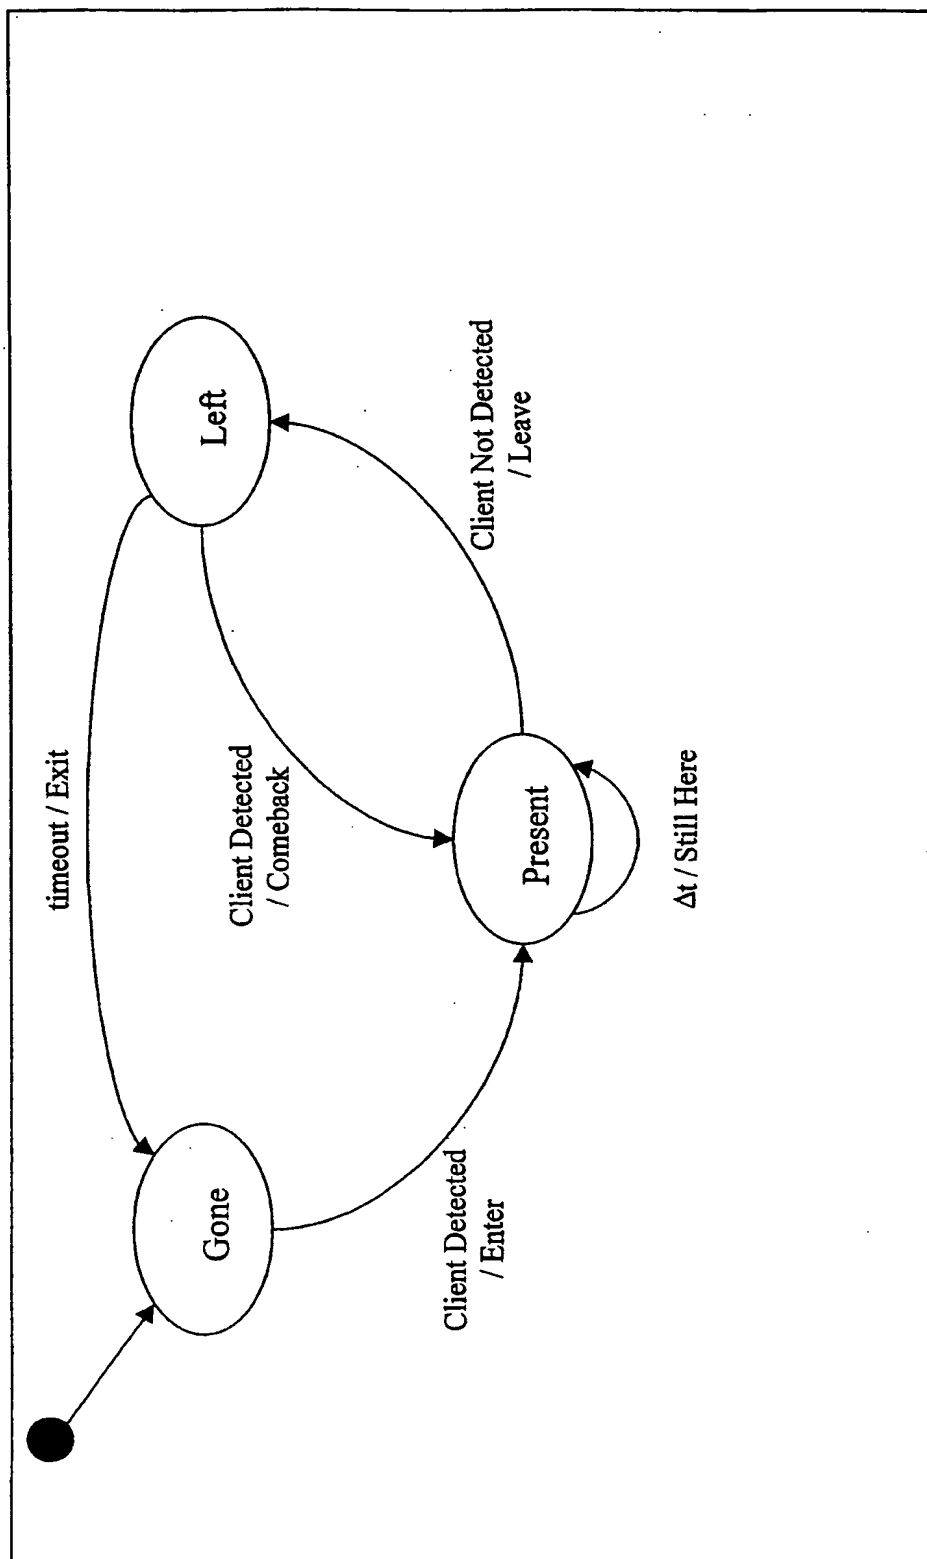 timeout / Exit
Gone
Left
Client Detected
/ Comeback
Client Detected
/ Enter
Present
Client Not Detected
/ Leave
Δt / Still Here